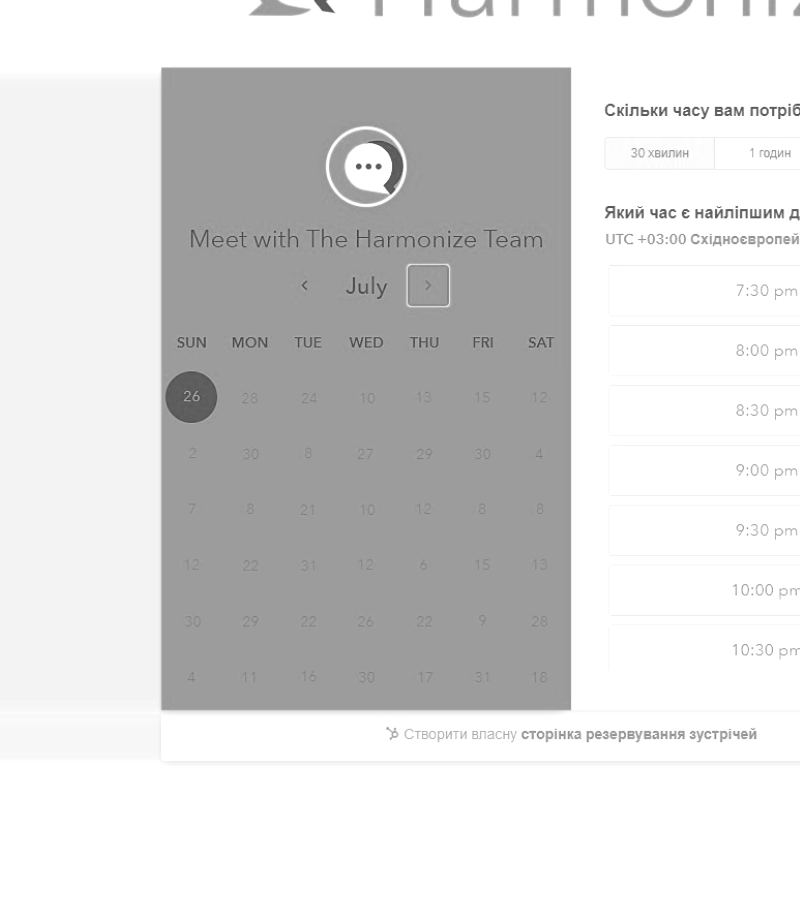 Harmoniz
Meet with The Harmonize Team
July
SUN MON TUE WED THU FRI SAT
26 28 24 10 13 15 12
2 30 8 27 29 30 4
7 8 21 10 12 8 8
12 22 31 12 6 15 13
30 29 22 26 22 9 28
4 11 16 30 17 31 18
Скільки часу вам потріб
30 хвилин 1 годин
Який час є найліпшим д
UTC +03:00 Східноєвропей
7:30 pm
8:00 pm
8:30 pm
9:00 pm
9:30 pm
10:00 pm
10:30 pm
Створити власну сторінка резервування зустрічей